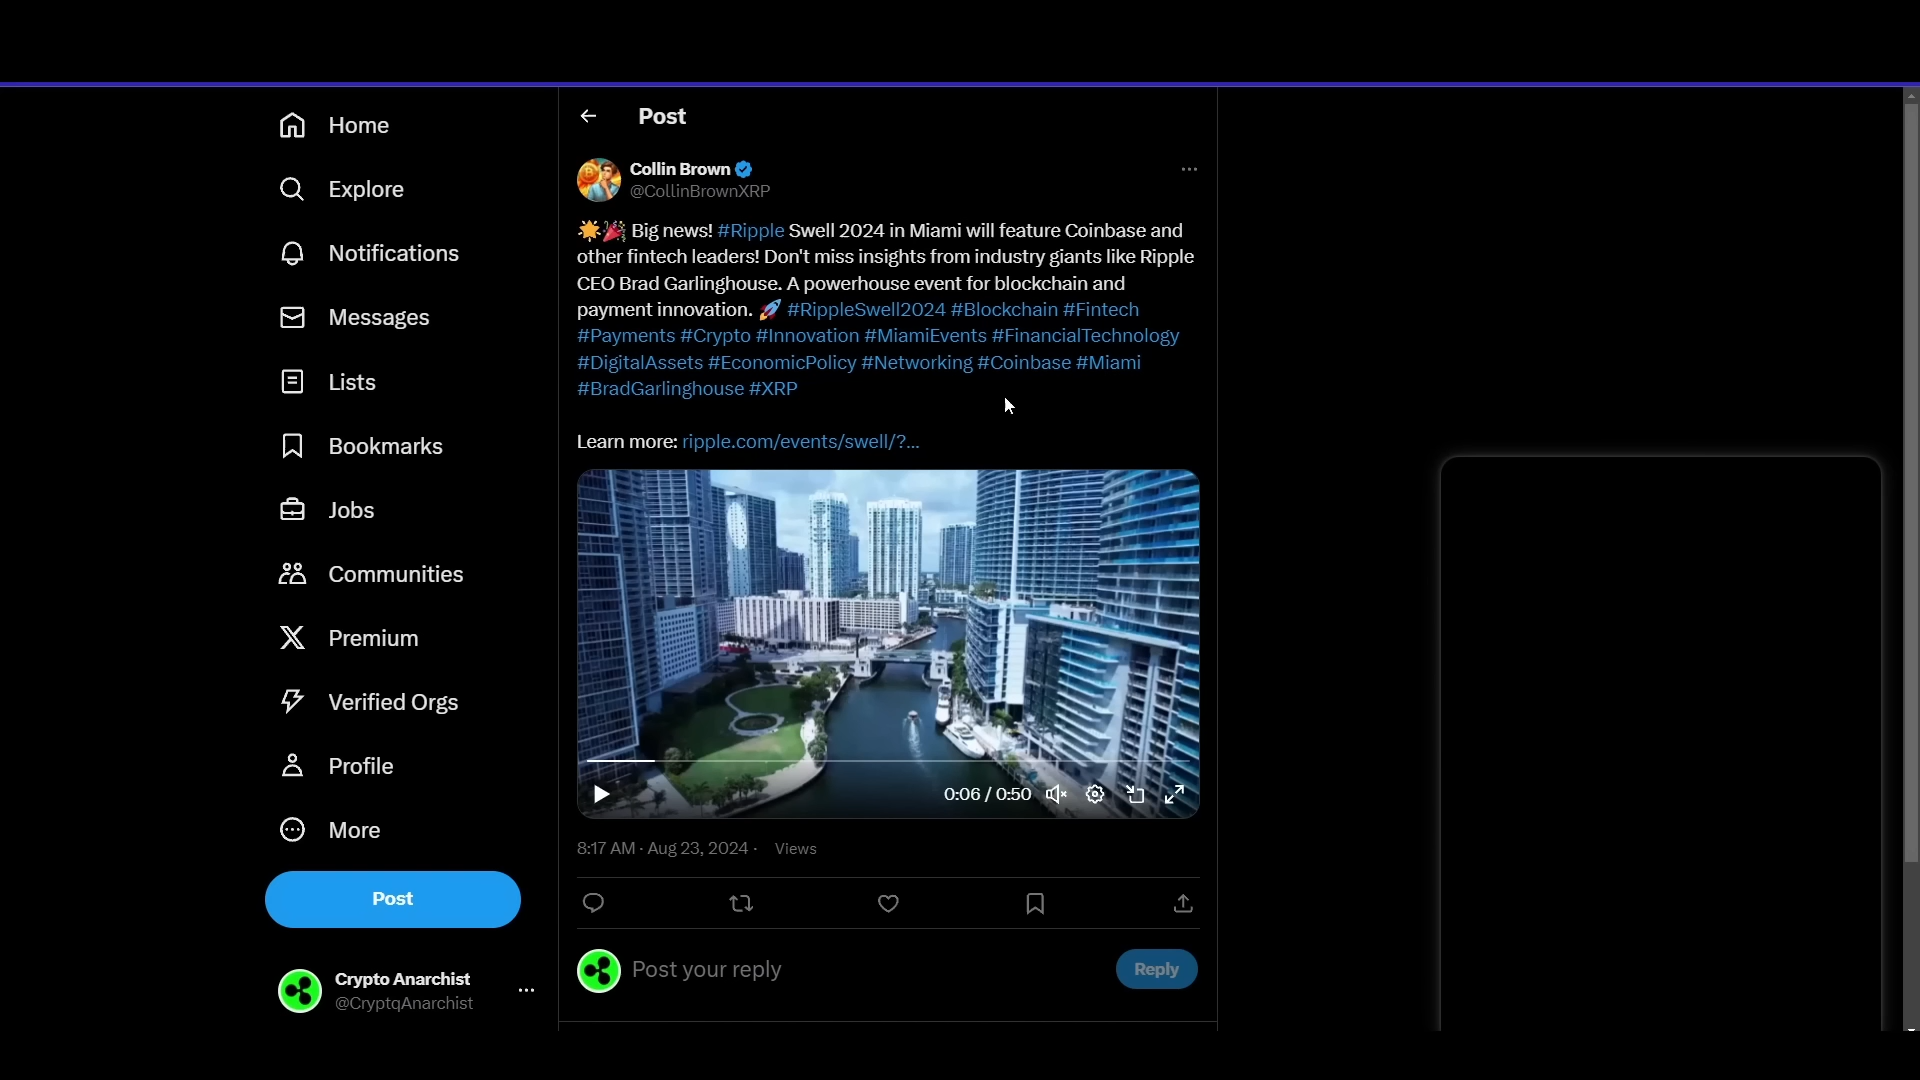 Home
Explore
Notifications
Messages
Lists
Bookmarks
Jobs
Communities
Premium
Verified Orgs
Profile
More
Post
Crypto Anarchist
@CryptqAnarchist
Post
Collin Brown
@CollinBrownXRP
🌟🎉 Big news! #Ripple Swell 2024 in Miami will feature Coinbase and
other fintech leaders! Don't miss insights from industry giants like Ripple
CEO Brad Garlinghouse. A powerhouse event for blockchain and
payment innovation. 🚀 #RippleSwell2024 #Blockchain #Fintech
#Payments #Crypto #Innovation #MiamiEvents #FinancialTechnology
#DigitalAssets #EconomicPolicy #Networking #Coinbase #Miami
#BradGarlinghouse #XRP
Learn more: ripple.com/events/swell/?...
0:06 / 0:50
8:17 AM · Aug 23, 2024 · Views
Post your reply
Reply